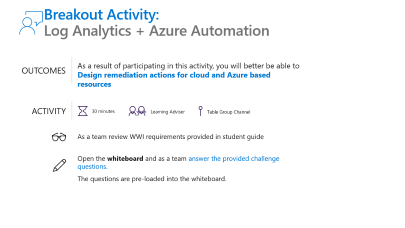 Breakout Activity:
Log Analytics + Azure Automation
OUTCOMES
As a result of participating in this activity, you will better be able to
Design remediation actions for cloud and Azure based
resources
ACTIVITY
30 minutes
Learning Advisor
Table Group Channel
As a team review WWI requirements provided in student guide
Open the whiteboard and as a team answer the provided challenge
questions.
The questions are pre-loaded into the whiteboard.